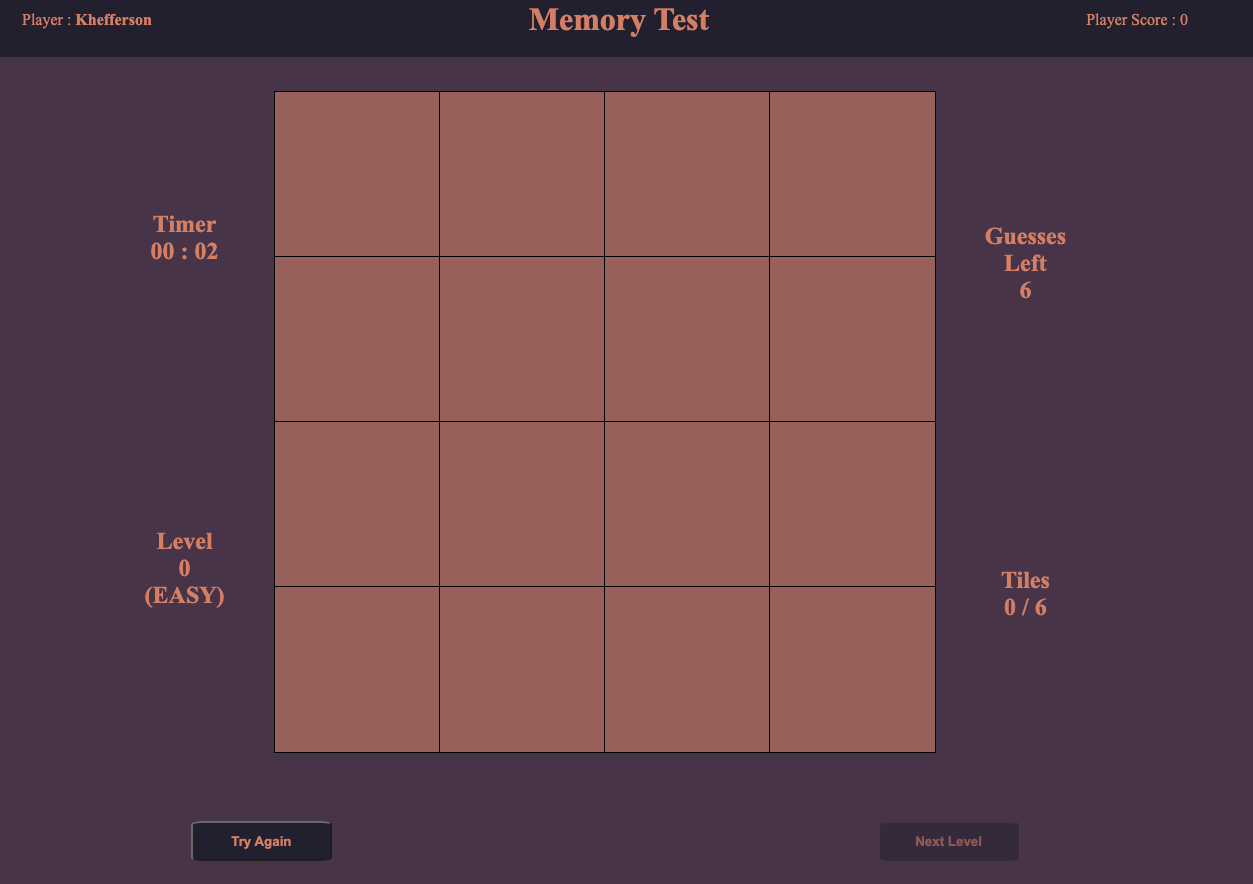 Player : Khefferson
Memory Test
Player Score : 0
Timer
00 : 02
Guesses
Left
6
Level
0
(EASY)
Tiles
0 / 6
Try Again
Next Level